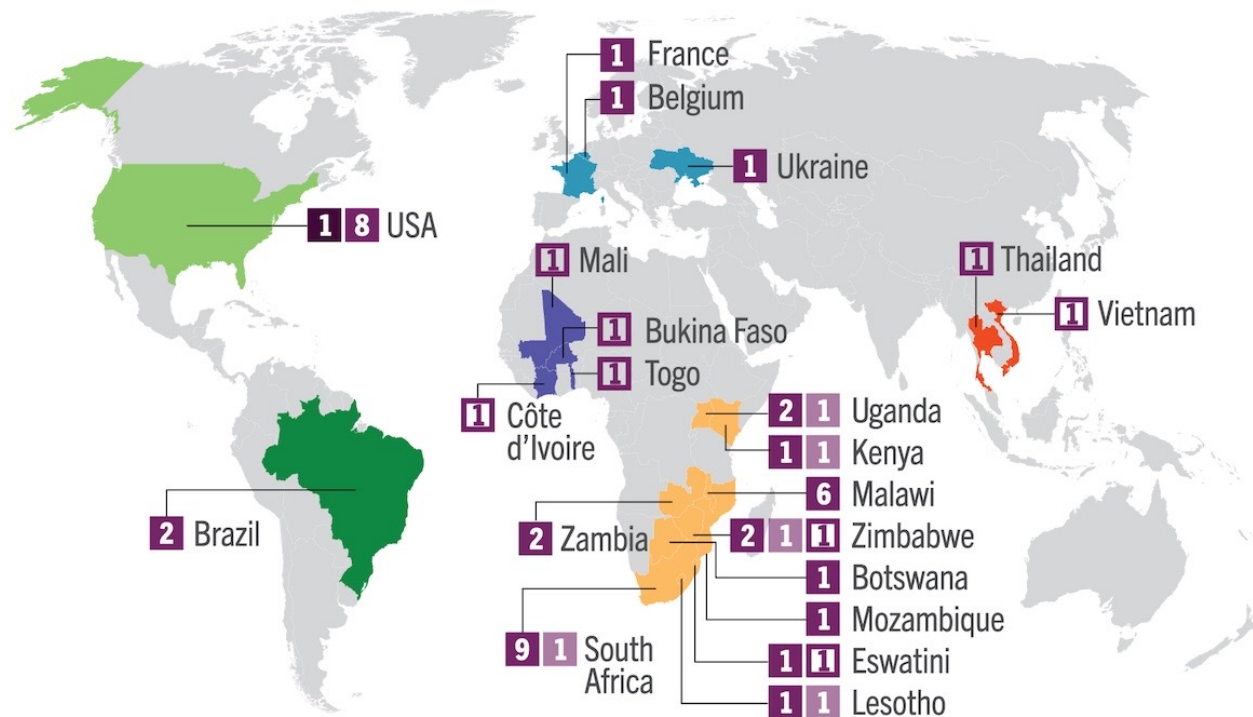 1 France
1 Belgium
1 Ukraine
1 8 USA
1 Mali
1 Thailand
1 Vietnam
1 Bukina Faso
1 Togo
1 Côte
d’Ivoire
2 1 Uganda
1 1 Kenya
6 Malawi
2 Brazil
2 Zambia
2 1 1 Zimbabwe
1 Botswana
1 Mozambique
9 1 South
Africa
1 1 Eswatini
1 1 Lesotho